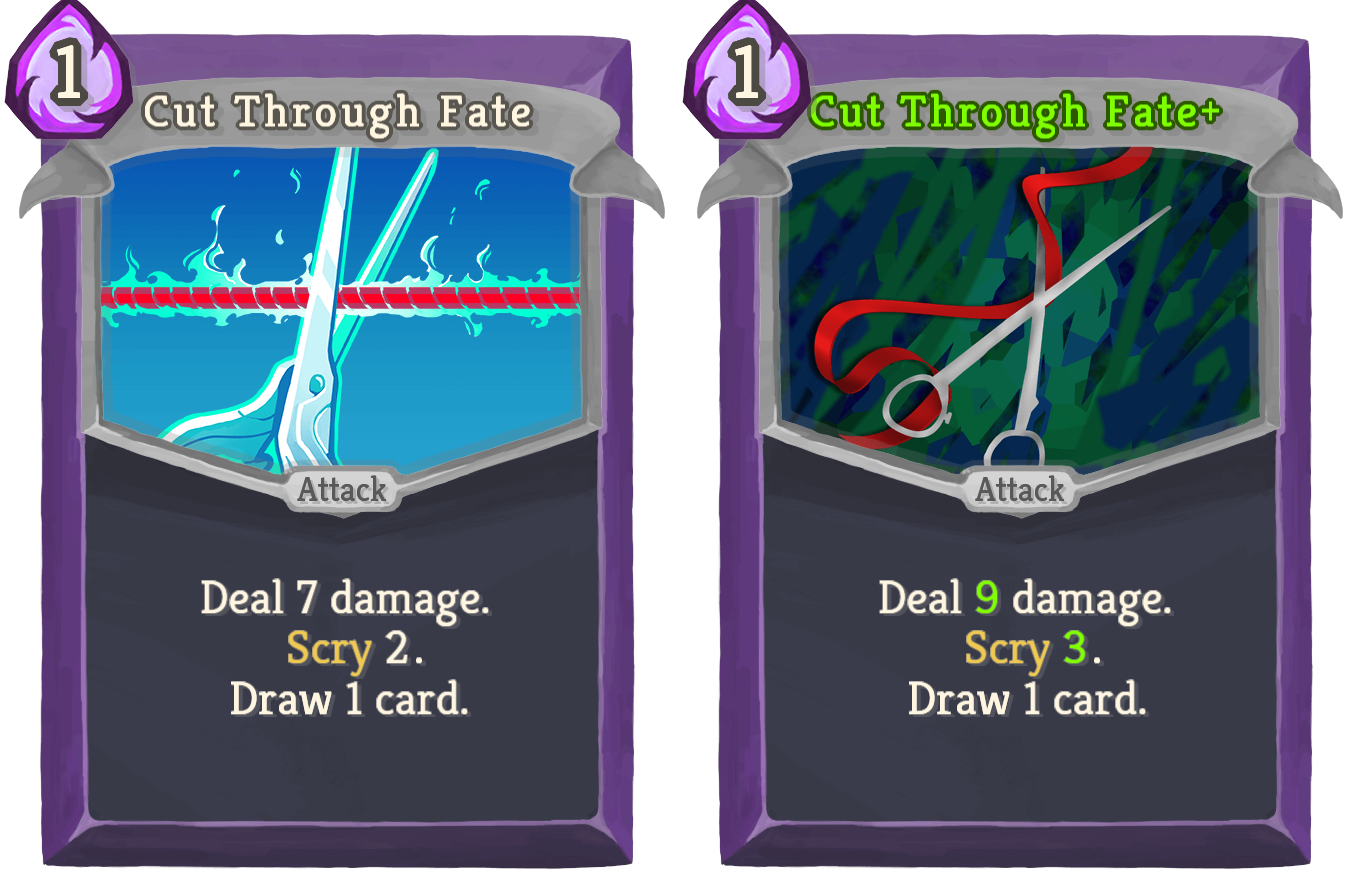 1
Cut Through Fate
Attack
Deal 7 damage.
Scry 2.
Draw 1 card.
1
Cut Through Fate+
Attack
Deal 9 damage.
Scry 3.
Draw 1 card.